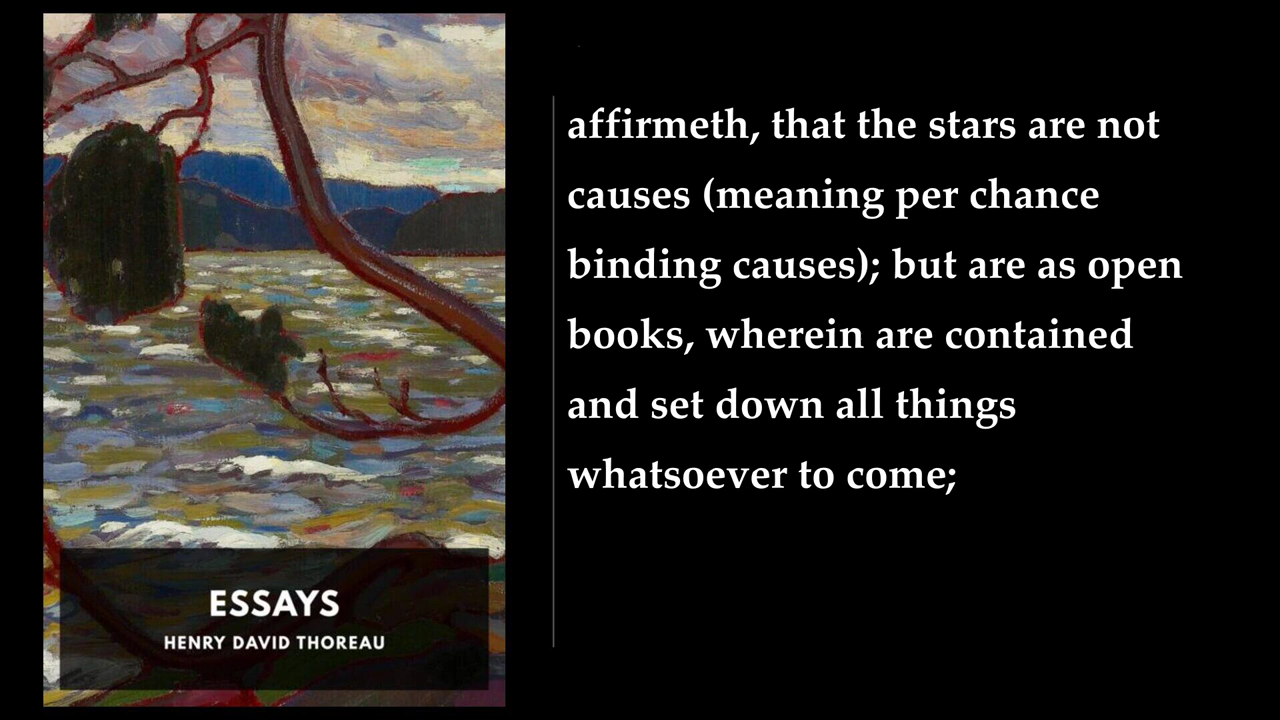 affirmeth, that the stars are not
causes (meaning per chance
binding causes); but are as open
books, wherein are contained
and set down all things
whatsoever to come;
ESSAYS
HENRY DAVID THOREAU